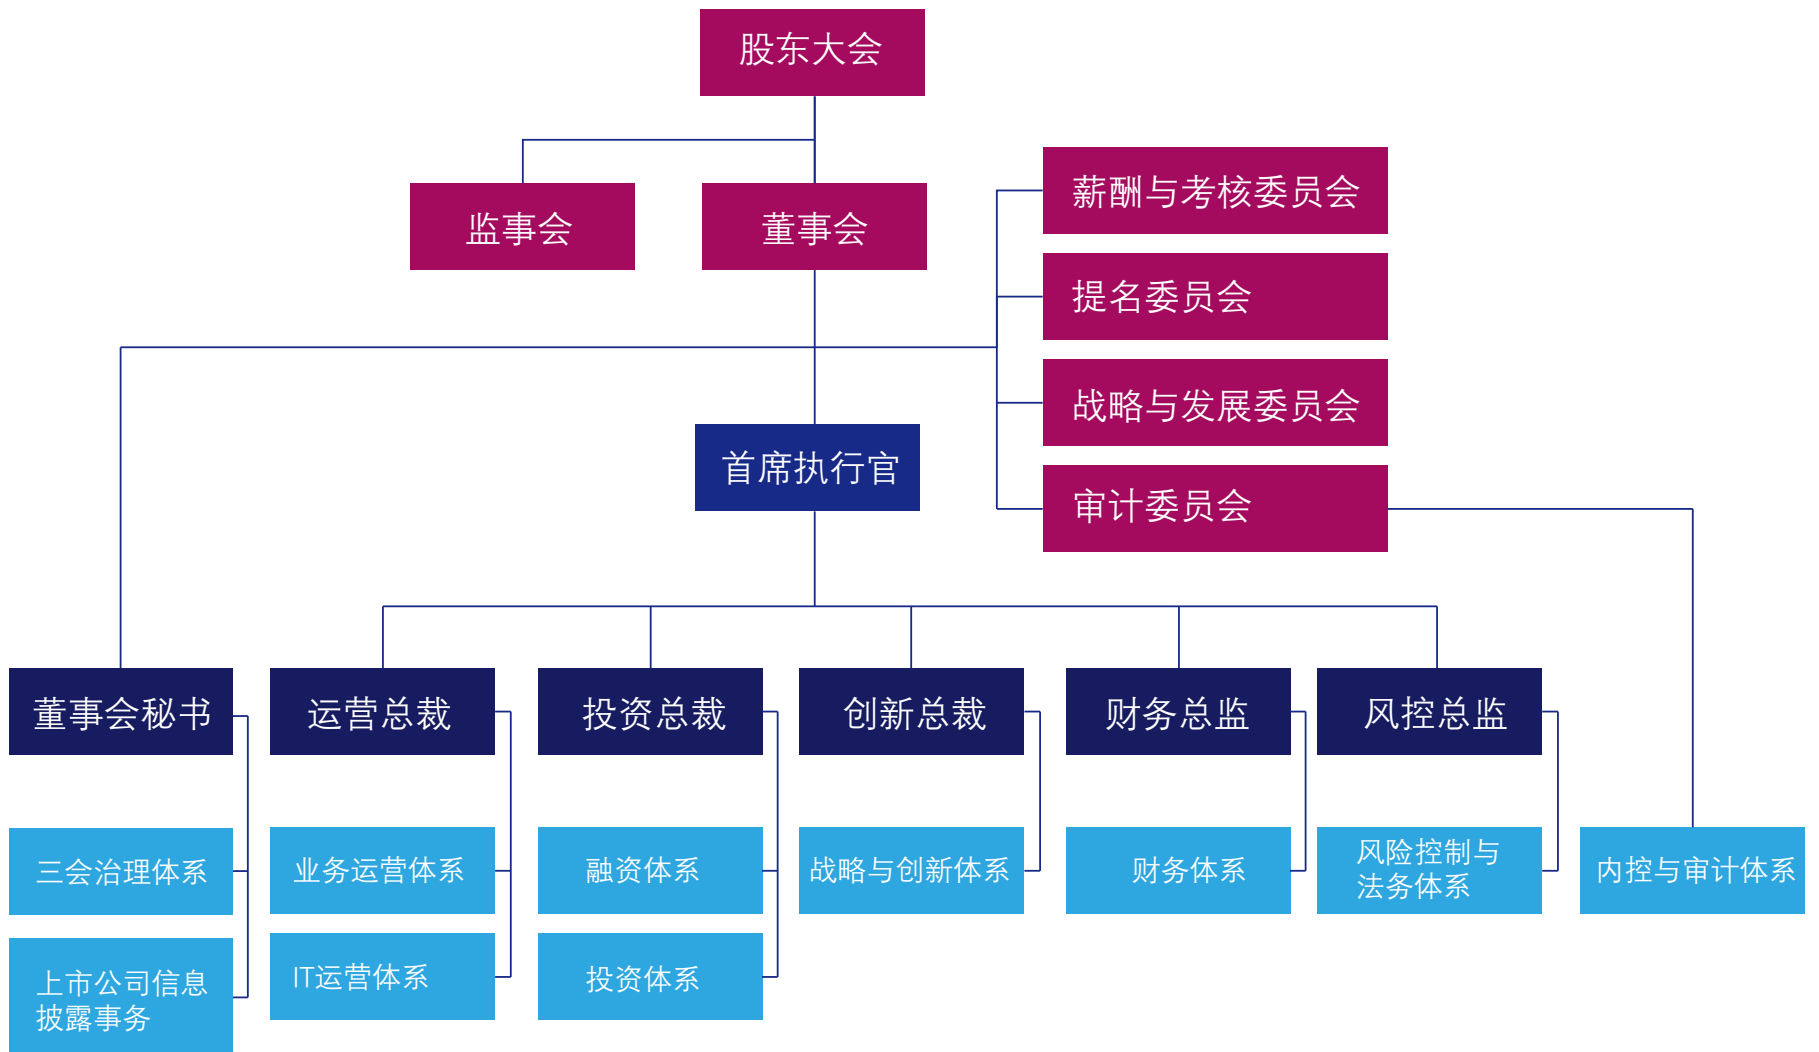 股东大会
监事会
董事会
薪酬与考核委员会
提名委员会
战略与发展委员会
首席执行官
审计委员会
董事会秘书
运营总裁
投资总裁
创新总裁
财务总监
风控总监
三会治理体系
业务运营体系
融资体系
战略与创新体系
财务体系
风险控制与
法务体系
内控与审计体系
上市公司信息
披露事务
IT运营体系
投资体系